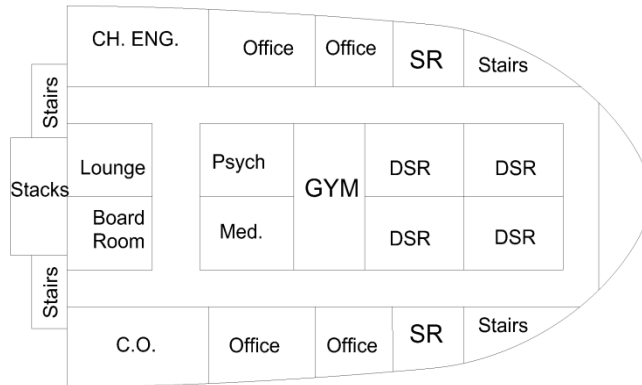 CH. ENG.
Office
Office
SR
Stairs
Stairs
Lounge
Psych
GYM
DSR
DSR
Stacks
Board
Room
Med.
DSR
DSR
Stairs
C.O.
Office
Office
SR
Stairs